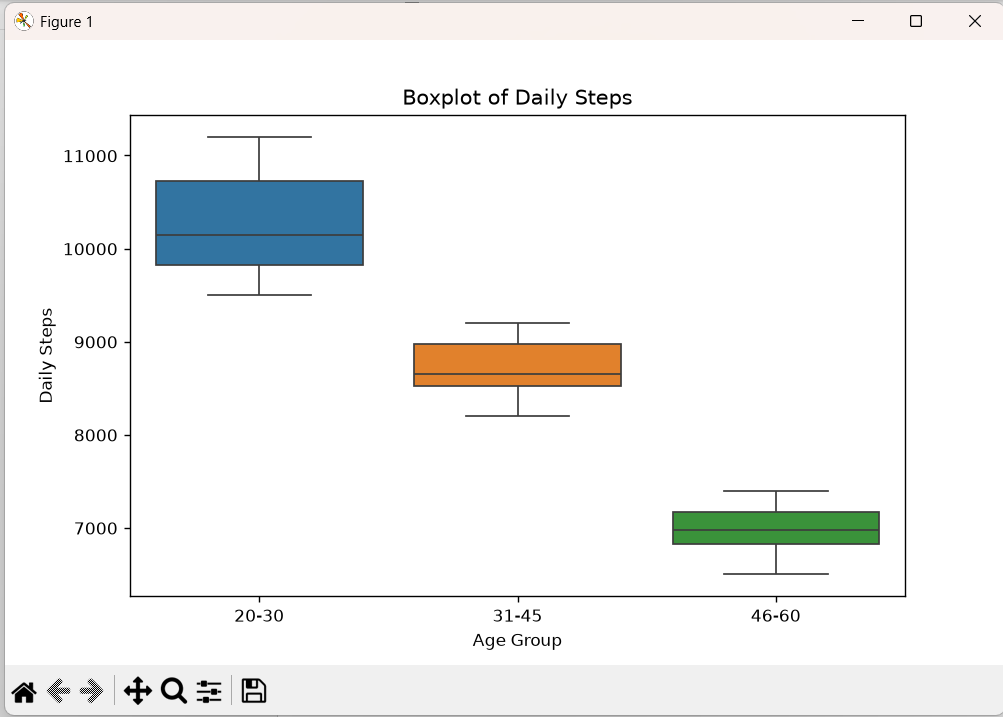 Figure 1
Boxplot of Daily Steps
11000
10000
9000
8000
7000
Daily Steps
20-30 31-45 46-60
Age Group